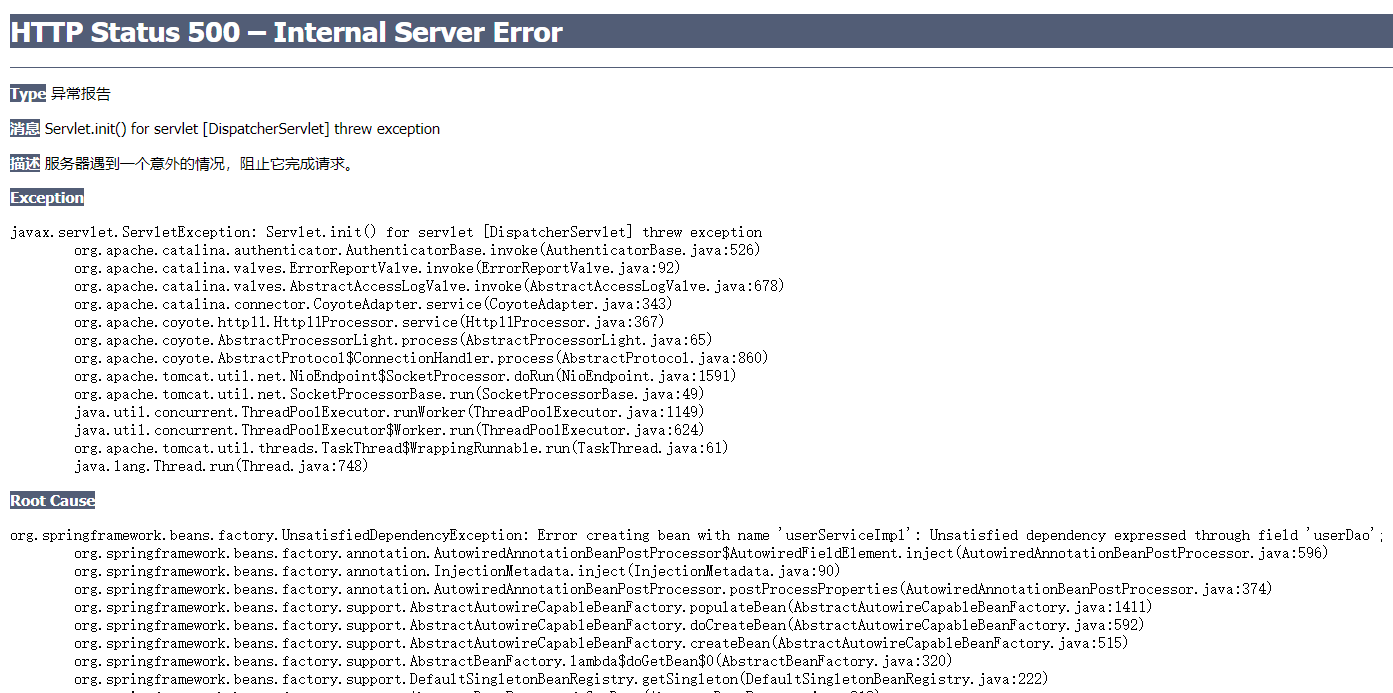 HTTP Status 500 – Internal Server Error
Type 异常报告
消息 Servlet.init() for servlet [DispatcherServlet] threw exception
描述 服务器遇到一个意外的情况，阻止它完成请求。
Exception
javax.servlet.ServletException: Servlet.init() for servlet [DispatcherServlet] threw exception
org.apache.catalina.authenticator.AuthenticatorBase.invoke(AuthenticatorBase.java:526)
org.apache.catalina.valves.ErrorReportValve.invoke(ErrorReportValve.java:92)
org.apache.catalina.valves.AbstractAccessLogValve.invoke(AbstractAccessLogValve.java:678)
org.apache.catalina.connector.CoyoteAdapter.service(CoyoteAdapter.java:343)
org.apache.coyote.http11.Http11Processor.service(Http11Processor.java:367)
org.apache.coyote.AbstractProcessorLight.process(AbstractProcessorLight.java:65)
org.apache.coyote.AbstractProtocol$ConnectionHandler.process(AbstractProtocol.java:860)
org.apache.tomcat.util.net.NioEndpoint$SocketProcessor.doRun(NioEndpoint.java:1591)
org.apache.tomcat.util.net.SocketProcessorBase.run(SocketProcessorBase.java:49)
java.util.concurrent.ThreadPoolExecutor.runWorker(ThreadPoolExecutor.java:1149)
java.util.concurrent.ThreadPoolExecutor$Worker.run(ThreadPoolExecutor.java:624)
org.apache.tomcat.util.threads.TaskThread$WrappingRunnable.run(TaskThread.java:61)
java.lang.Thread.run(Thread.java:748)
Root Cause
org.springframework.beans.factory.UnsatisfiedDependencyException: Error creating bean with name 'userServiceImpl': Unsatisfied dependency expressed through field 'userDao';
org.springframework.beans.factory.annotation.AutowiredAnnotationBeanPostProcessor$AutowiredFieldElement.inject(AutowiredAnnotationBeanPostProcessor.java:596)
org.springframework.beans.factory.annotation.InjectionMetadata.inject(InjectionMetadata.java:90)
org.springframework.beans.factory.annotation.AutowiredAnnotationBeanPostProcessor.postProcessProperties(AutowiredAnnotationBeanPostProcessor.java:374)
org.springframework.beans.factory.support.AbstractAutowireCapableBeanFactory.populateBean(AbstractAutowireCapableBeanFactory.java:1411)
org.springframework.beans.factory.support.AbstractAutowireCapableBeanFactory.doCreateBean(AbstractAutowireCapableBeanFactory.java:592)
org.springframework.beans.factory.support.AbstractAutowireCapableBeanFactory.createBean(AbstractAutowireCapableBeanFactory.java:515)
org.springframework.beans.factory.support.AbstractBeanFactory.lambda$doGetBean$0(AbstractBeanFactory.java:320)
org.springframework.beans.factory.support.DefaultSingletonBeanRegistry.getSingleton(DefaultSingletonBeanRegistry.java:222)